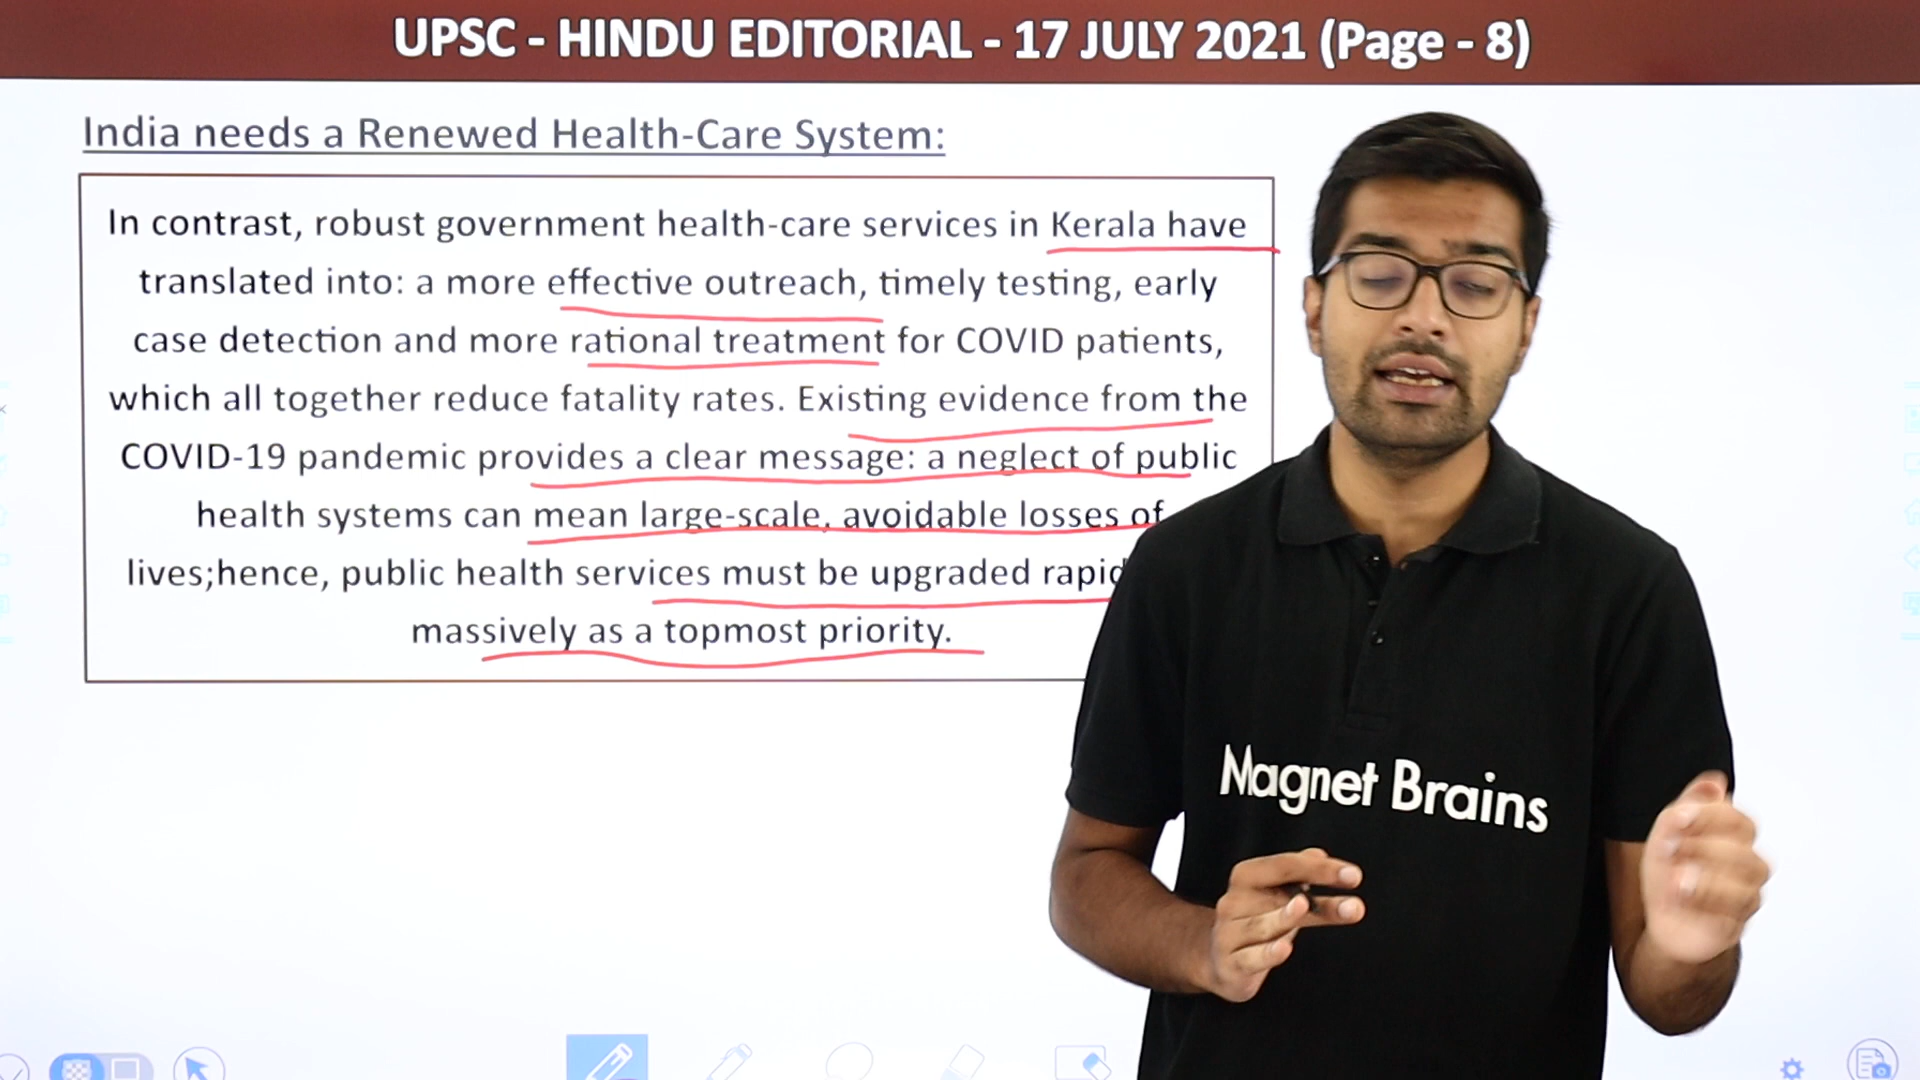 UPSC - HINDU EDITORIAL - 17 JULY 2021 (Page - 8)
India needs a Renewed Health-Care System:
In contrast, robust government health-care services in Kerala have
translated into: a more effective outreach, timely testing, early
case detection and more rational treatment for COVID patients,
which all together reduce fatality rates. Existing evidence from the
COVID-19 pandemic provides a clear message: a neglect of public
health systems can mean large-scale, avoidable losses of
lives;hence, public health services must be upgraded
massively as a topmost priority.
Magnet Brains